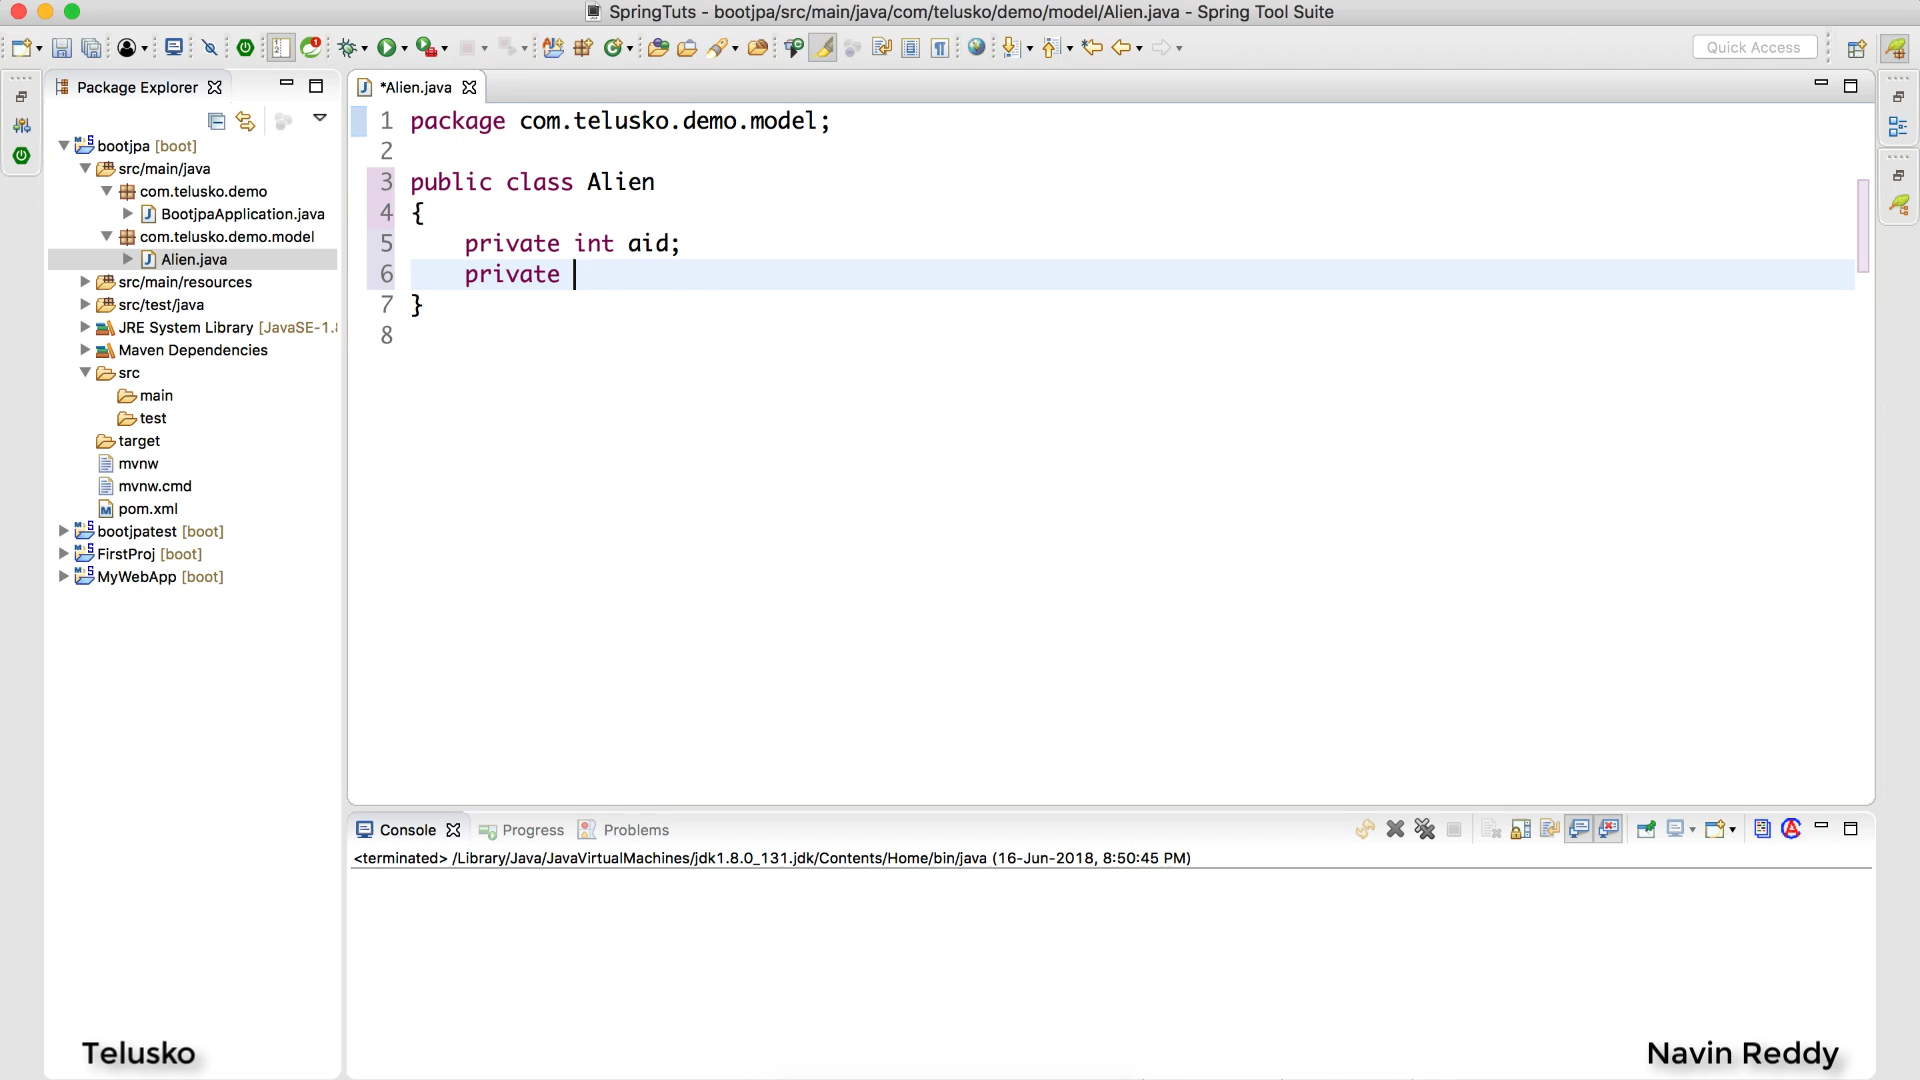 SpringTuts - bootjpa/src/main/java/com/telusko/demo/model/Alien.java - Spring Tool Suite
Quick Access
Package Explorer
*Alien.java
bootjpa [boot]
src/main/java
com.telusko.demo
BootjpaApplication.java
com.telusko.demo.model
Alien.java
src/main/resources
src/test/java
JRE System Library [JavaSE-1.
Maven Dependencies
src
main
test
target
mvnw
mvnw.cmd
pom.xml
bootjpatest [boot]
FirstProj [boot]
MyWebApp [boot]
1 package com.telusko.demo.model;
2
3 public class Alien
4 {
5 private int aid;
6 private
7 }
8
Console Progress Problems
<terminated> /Library/Java/JavaVirtualMachines/jdk1.8.0_131.jdk/Contents/Home/bin/java (16-Jun-2018, 8:50:45 PM)
Telusko
Navin Reddy